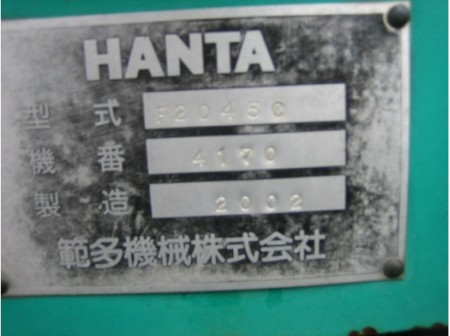 HANTA
型式 F2045C
機番 4170
製造 2002
範多機械株式会社